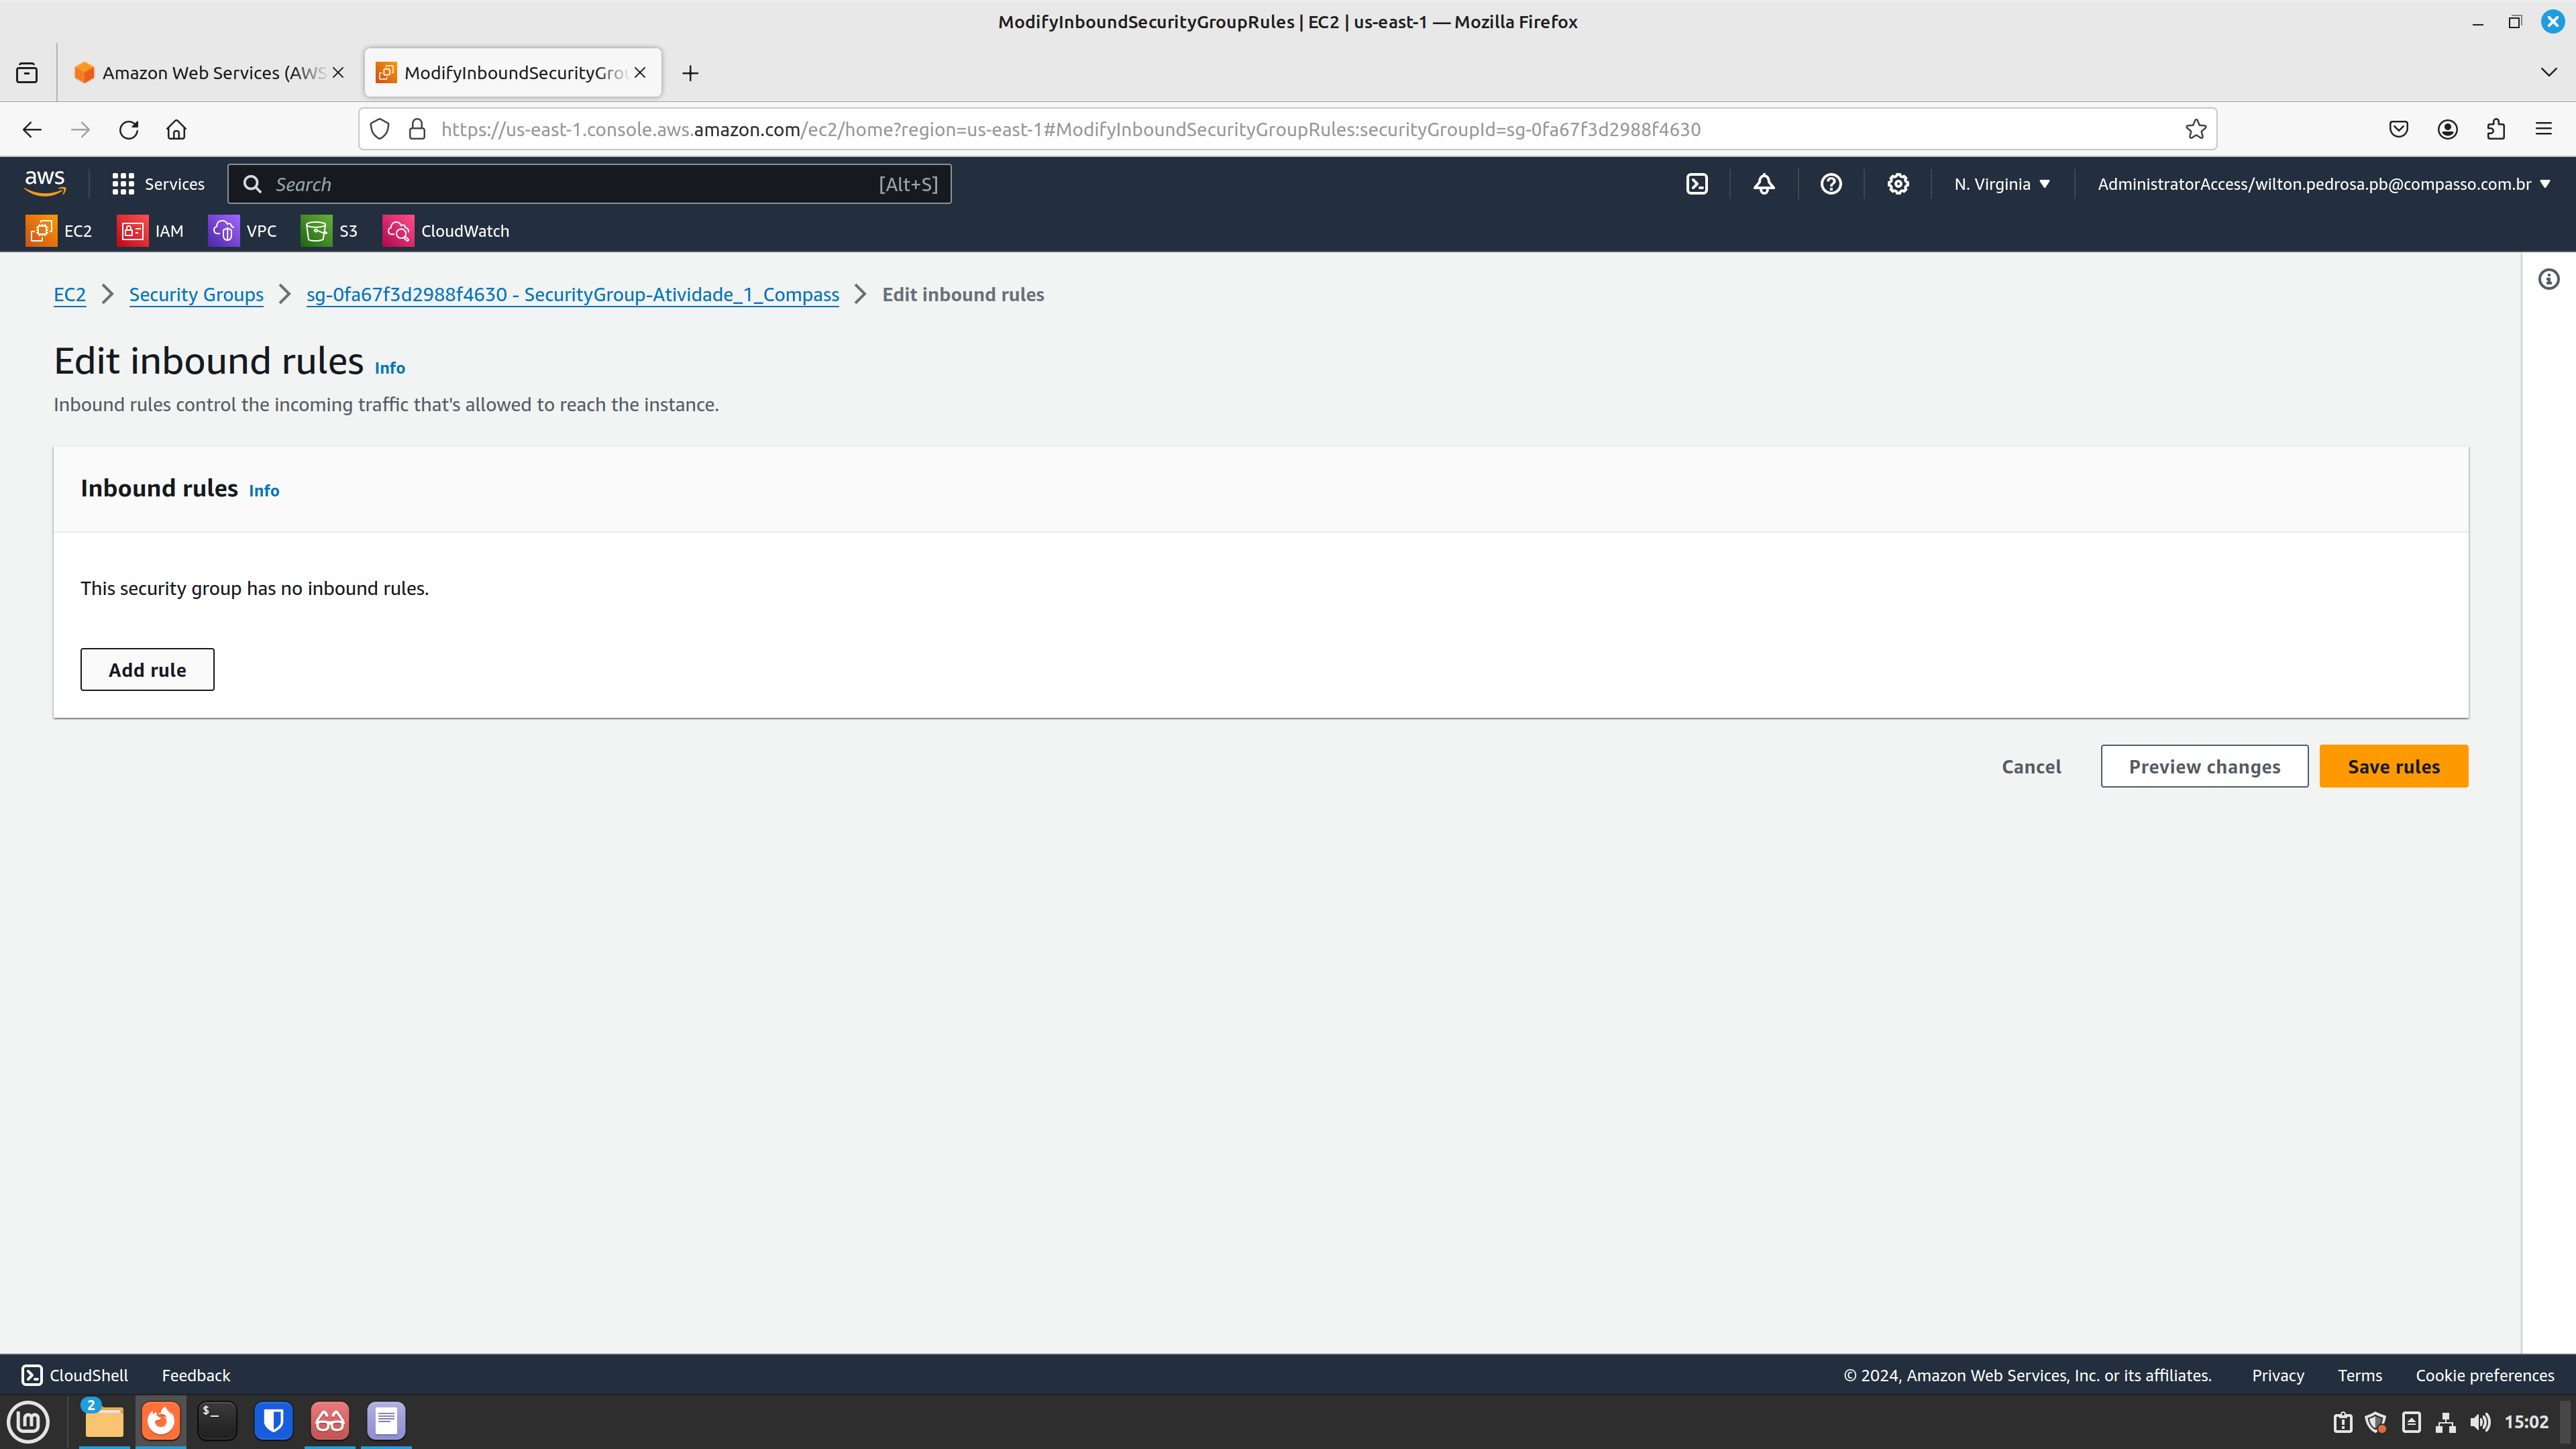 ModifyInboundSecurityGroupRules | EC2 | us-east-1 — Mozilla Firefox
Amazon Web Services (AWS
ModifyInboundSecurityGrou
https://us-east-1.console.aws.amazon.com/ec2/home?region=us-east-1#ModifyInboundSecurityGroupRules:securityGroupId=sg-0fa67f3d2988f4630
aws Services Search [Alt+S] N. Virginia AdministratorAccess/wilton.pedrosa.pb@compasso.com.br
EC2 IAM VPC S3 CloudWatch
EC2 Security Groups sg-0fa67f3d2988f4630 - SecurityGroup-Atividade_1_Compass Edit inbound rules
Edit inbound rules Info
Inbound rules control the incoming traffic that's allowed to reach the instance.
Inbound rules Info
This security group has no inbound rules.
Add rule
Cancel Preview changes Save rules
CloudShell Feedback © 2024, Amazon Web Services, Inc. or its affiliates. Privacy Terms Cookie preferences
2
$_
15:02